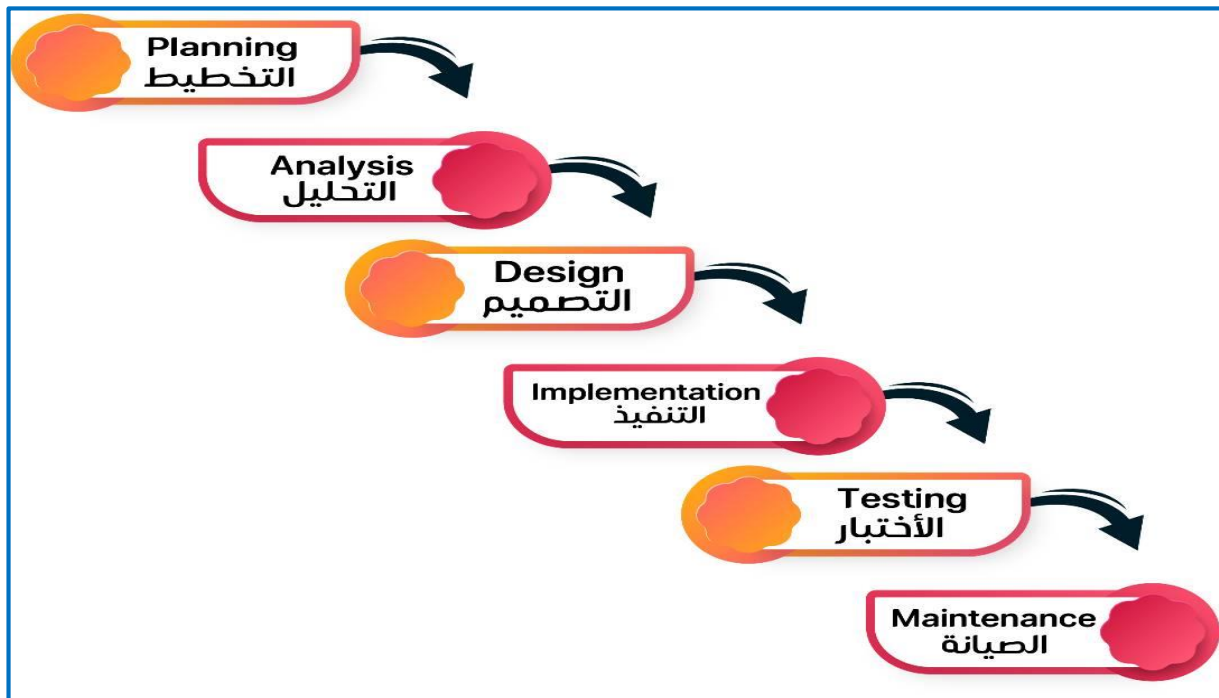 Planning
التخطيط
Analysis
التحليل
Design
التصميم
Implementation
التنفيذ
Testing
الأختبار
Maintenance
الصيانة